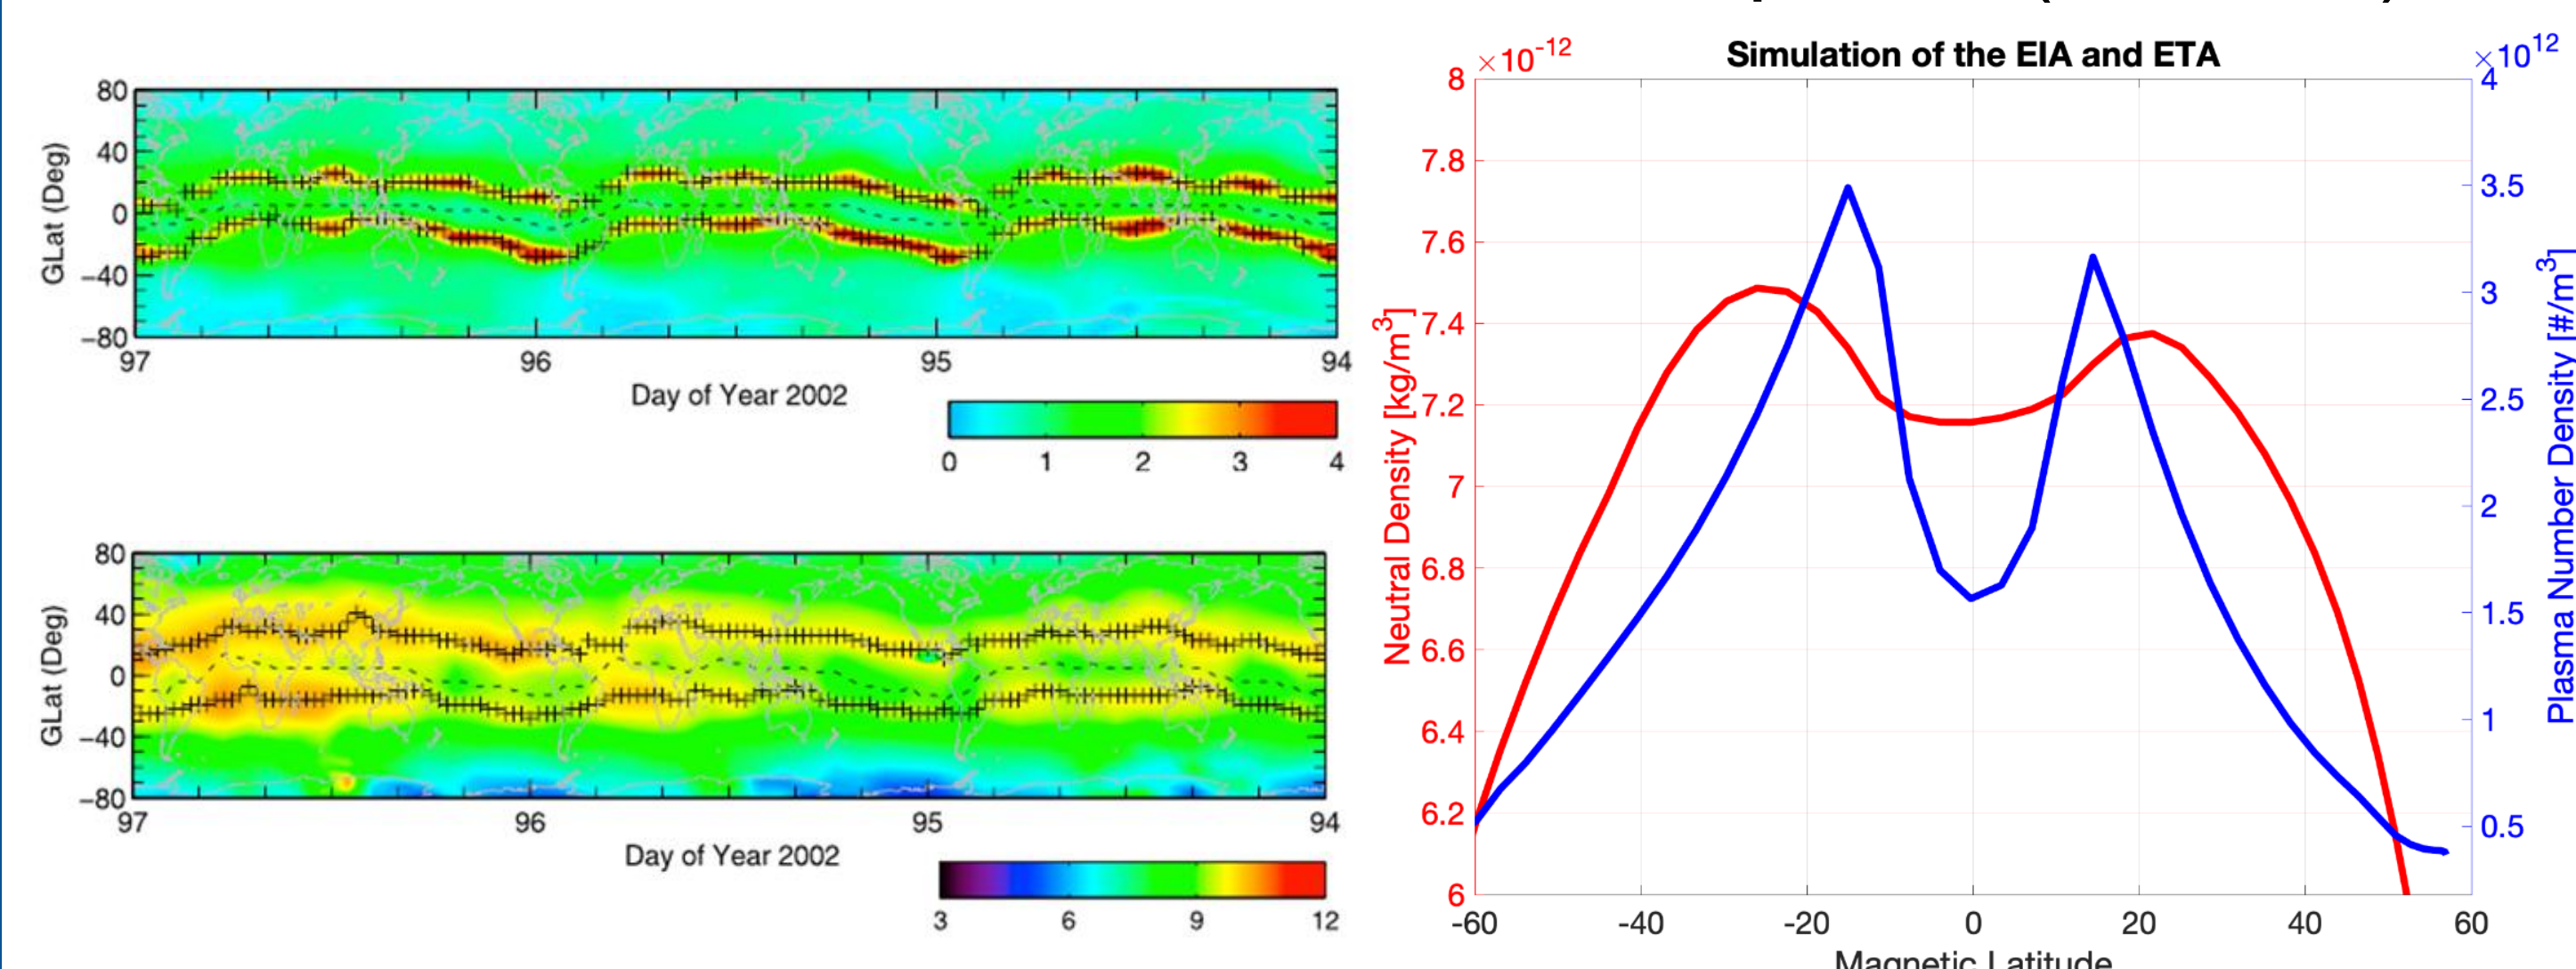 80
40
0
−40
−80
GLat (Deg)
97 96 95 94
Day of Year 2002
0 1 2 3 4
80
40
0
−40
−80
GLat (Deg)
97 96 95 94
Day of Year 2002
3 6 9 12
Simulation of the EIA and ETA
×10-12
8
7.8
7.6
7.4
7.2
7
6.8
6.6
6.4
6.2
6
Neutral Density [kg/m3]
×1012
4
3.5
3
2.5
2
1.5
1
0.5
Plasma Number Density [#/m3]
-60 -40 -20 0 20 40 60
Magnetic Latitude